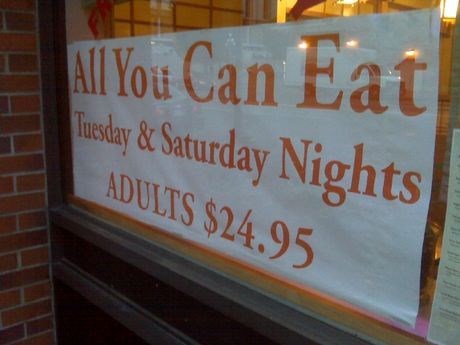 All You Can Eat
Tuesday & Saturday Nights
ADULTS $24.95